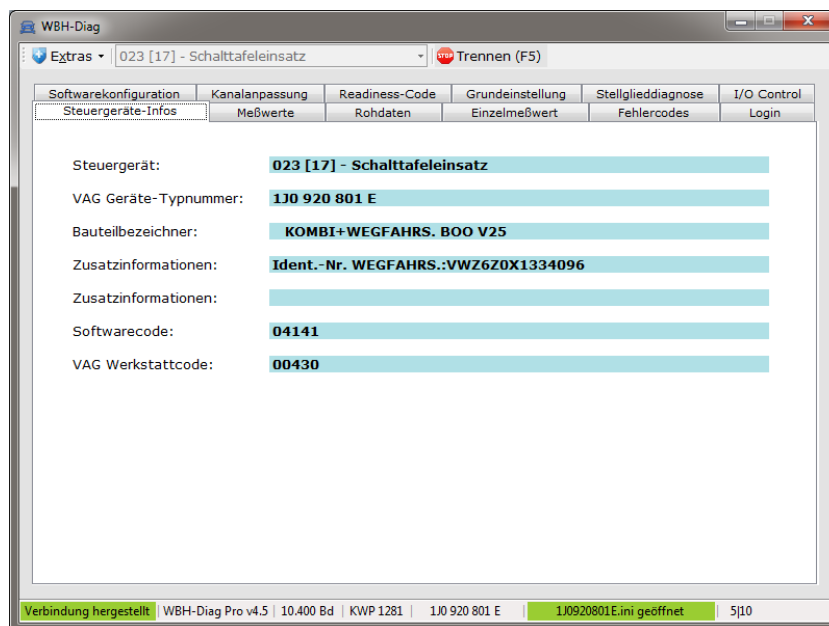 WBH-Diag
Extras 023 [17] - Schalttafeleinsatz STOP Trennen (F5)
Softwarekonfiguration Kanalanpassung Readiness-Code Grundeinstellung Stellglieddiagnose I/O Control
Steuergeräte-Infos Meßwerte Rohdaten Einzelmeßwert Fehlercodes Login
Steuergerät: 023 [17] - Schalttafeleinsatz
VAG Geräte-Typnummer: 1J0 920 801 E
Bauteilbezeichner: KOMBI+WEGFAHRS. BOO V25
Zusatzinformationen: Ident.-Nr. WEGFAHRS.:VWZ6Z0X1334096
Zusatzinformationen:
Softwarecode: 04141
VAG Werkstattcode: 00430
Verbindung hergestellt WBH-Diag Pro v4.5 10.400 Bd KWP 1281 1J0 920 801 E 1J0920801E.ini geöffnet 5|10